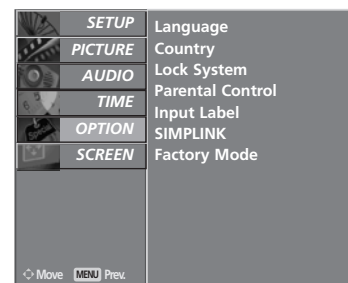 SETUP
PICTURE
AUDIO
TIME
OPTION
SCREEN
Language
Country
Lock System
Parental Control
Input Label
SIMPLINK
Factory Mode
Move MENU Prev.